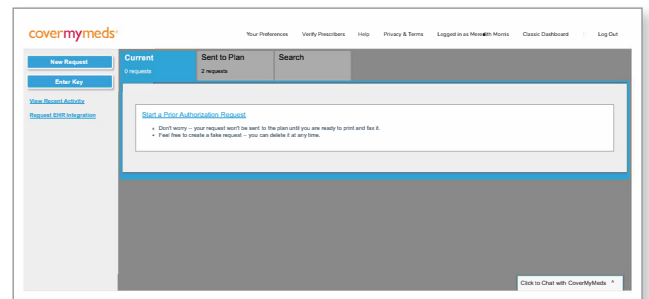 covermymeds
Your Preferences Verify Prescribers Help Privacy & Terms Logged in as Meredith Morris Classic Dashboard Log Out
New Request
Enter Key
View Recent Activity
Request EHR Integration
Current
0 requests
Sent to Plan
2 requests
Search
Start a Prior Authorization Request
• Don't worry -- your request won't be sent to the plan until you are ready to print and fax it.
• Feel free to create a fake request -- you can delete it at any time.
Click to Chat with CoverMyMeds ^